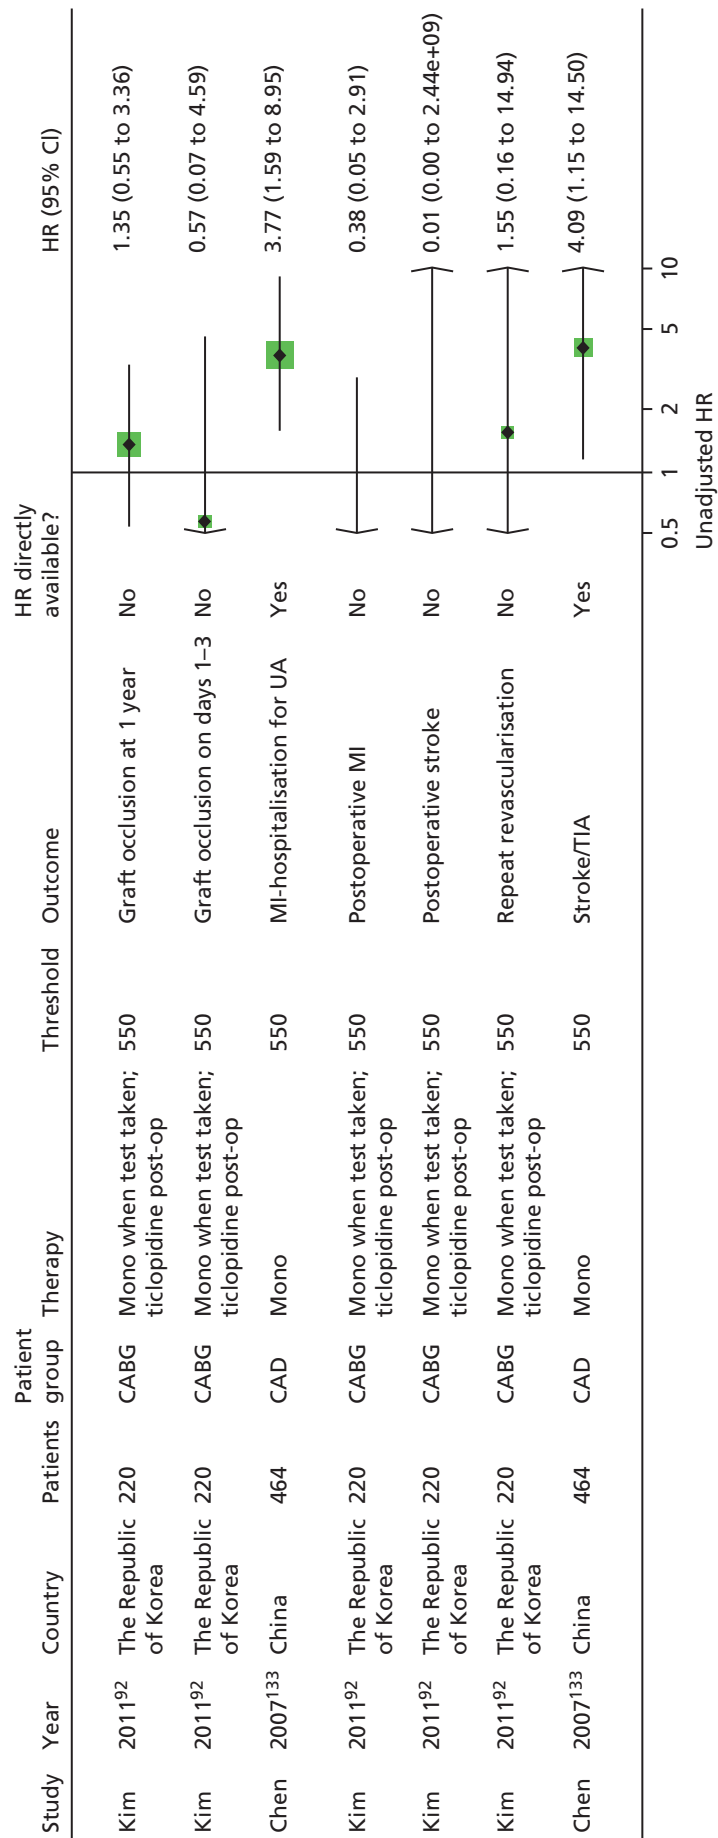 Study Year Country Patients Patient group Therapy Threshold Outcome HR directly available? HR (95% CI)
Kim 2011⁹² The Republic of Korea 220 CABG Mono when test taken; ticlopidine post-op 550 Graft occlusion at 1 year No 1.35 (0.55 to 3.36)
Kim 2011⁹² The Republic of Korea 220 CABG Mono when test taken; ticlopidine post-op 550 Graft occlusion on days 1–3 No 0.57 (0.07 to 4.59)
Chen 2007¹³³ China 464 CAD Mono 550 MI-hospitalisation for UA Yes 3.77 (1.59 to 8.95)
Kim 2011⁹² The Republic of Korea 220 CABG Mono when test taken; ticlopidine post-op 550 Postoperative MI No 0.38 (0.05 to 2.91)
Kim 2011⁹² The Republic of Korea 220 CABG Mono when test taken; ticlopidine post-op 550 Postoperative stroke No 0.01 (0.00 to 2.44e+09)
Kim 2011⁹² The Republic of Korea 220 CABG Mono when test taken; ticlopidine post-op 550 Repeat revascularisation No 1.55 (0.16 to 14.94)
Chen 2007¹³³ China 464 CAD Mono 550 Stroke/TIA Yes 4.09 (1.15 to 14.50)
0.5 1 2 5 10
Unadjusted HR